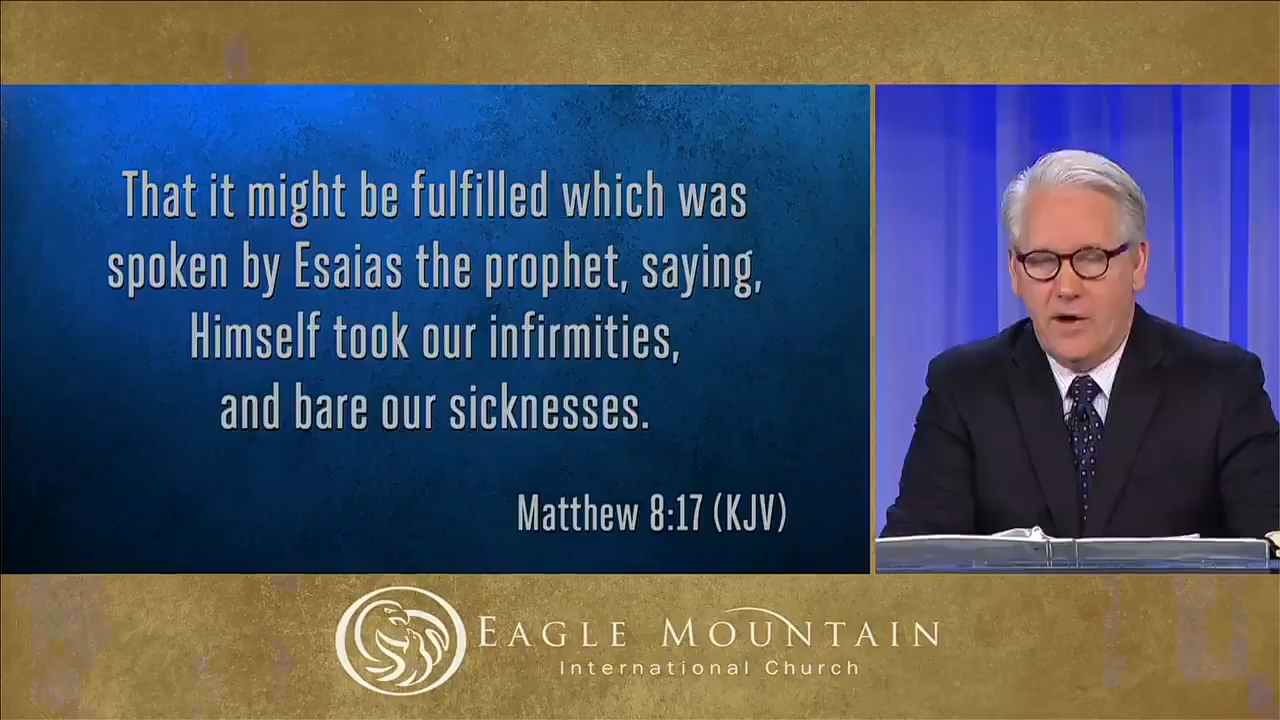 That it might be fulfilled which was
spoken by Esaias the prophet, saying,
Himself took our infirmities,
and bare our sicknesses.
Matthew 8:17 (KJV)
EAGLE MOUNTAIN
International Church